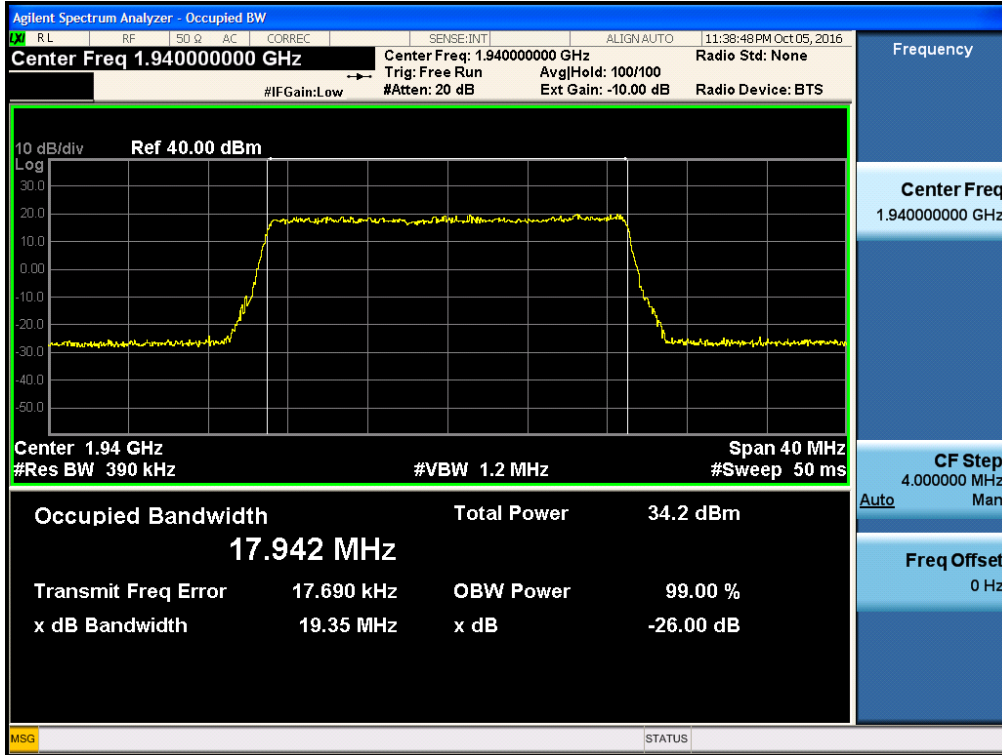 Agilent Spectrum Analyzer - Occupied BW
LXI RL RF 50 Ω AC CORREC SENSE:INT ALIGN AUTO 11:38:48 PM Oct 05, 2016
Center Freq 1.940000000 GHz
Center Freq: 1.940000000 GHz
Radio Std: None
Trig: Free Run Avg|Hold: 100/100
#IFGain:Low
#Atten: 20 dB Ext Gain: -10.00 dB
Radio Device: BTS
10 dB/div Ref 40.00 dBm
Log
30.0
20.0
10.0
0.00
-10.0
-20.0
-30.0
-40.0
-50.0
Center 1.94 GHz Span 40 MHz
#Res BW 390 kHz #VBW 1.2 MHz #Sweep 50 ms
Occupied Bandwidth Total Power 34.2 dBm
17.942 MHz
Transmit Freq Error 17.690 kHz OBW Power 99.00 %
x dB Bandwidth 19.35 MHz x dB -26.00 dB
Frequency
Center Freq
1.940000000 GHz
CF Step
4.000000 MHz
Auto Man
Freq Offset
0 Hz
MSG STATUS